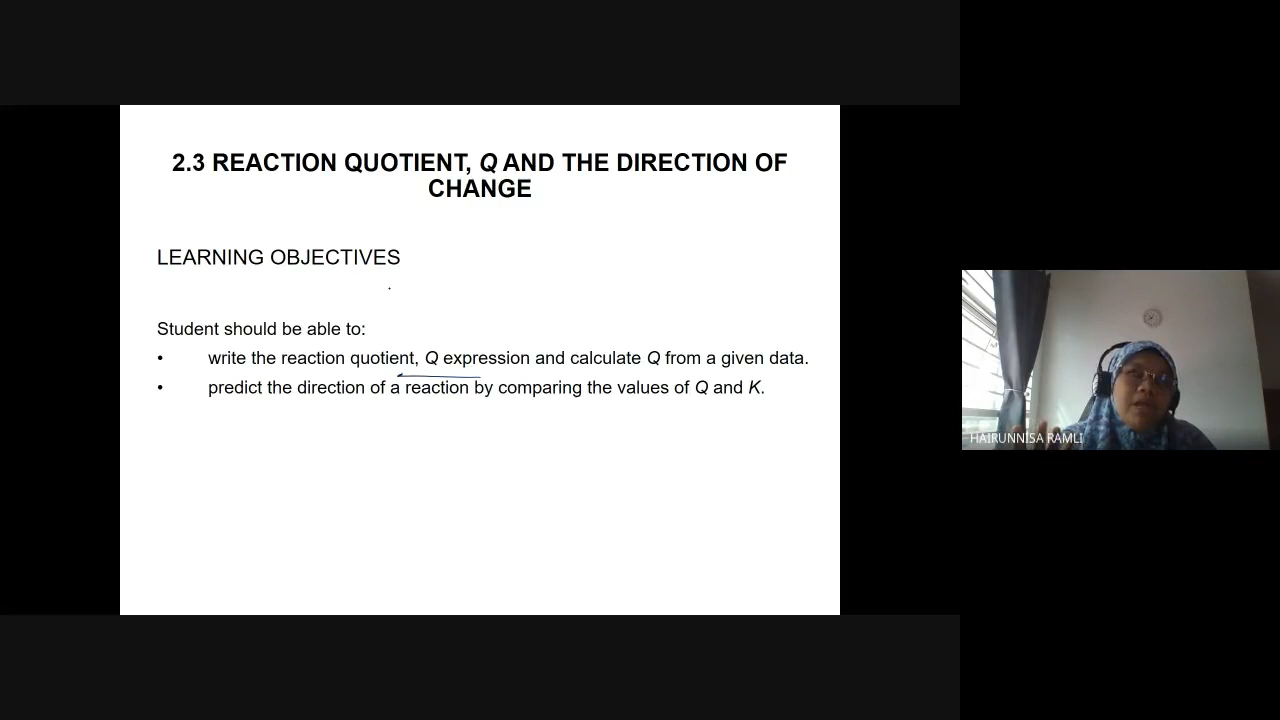 2.3 REACTION QUOTIENT, Q AND THE DIRECTION OF
CHANGE
LEARNING OBJECTIVES
Student should be able to:
• write the reaction quotient, Q expression and calculate Q from a given data.
• predict the direction of a reaction by comparing the values of Q and K.
HAIRUNNISA RAMLI